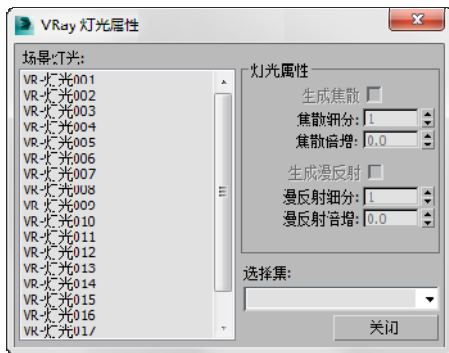 VRay 灯光属性
场景灯光:
VR-灯光001
VR-灯光002
VR-灯光003
VR-灯光004
VR-灯光005
VR-灯光006
VR-灯光007
VR-灯光008
VR-灯光009
VR-灯光010
VR-灯光011
VR-灯光012
VR-灯光013
VR-灯光014
VR-灯光015
VR-灯光016
VR-灯光017
灯光属性
生成焦散
焦散细分: 1
焦散倍增: 0.0
生成漫反射
漫反射细分: 1
漫反射倍增: 0.0
选择集:
关闭